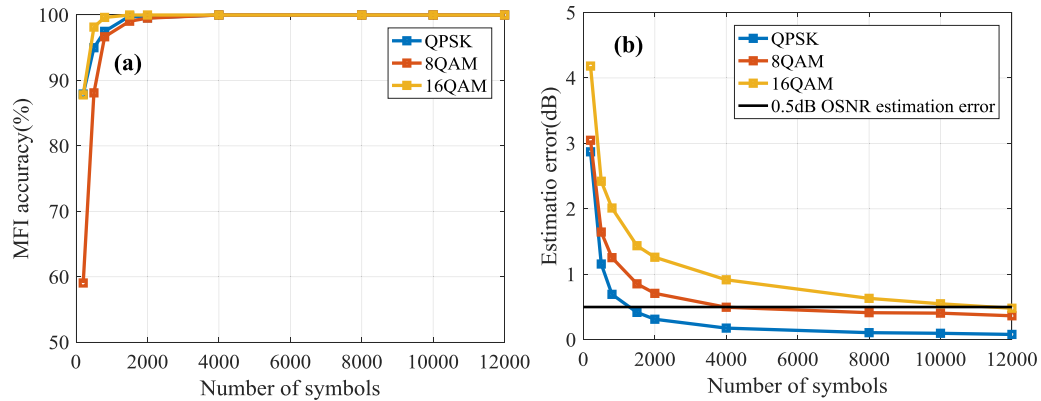 100
90
80
70
60
50
0
2000
4000
6000
8000
10000
12000
MFI accuracy(%)
Number of symbols
(a)
QPSK
8QAM
16QAM
5
4
3
2
1
0
0
2000
4000
6000
8000
10000
12000
Estimatio error(dB)
Number of symbols
(b)
QPSK
8QAM
16QAM
0.5dB OSNR estimation error